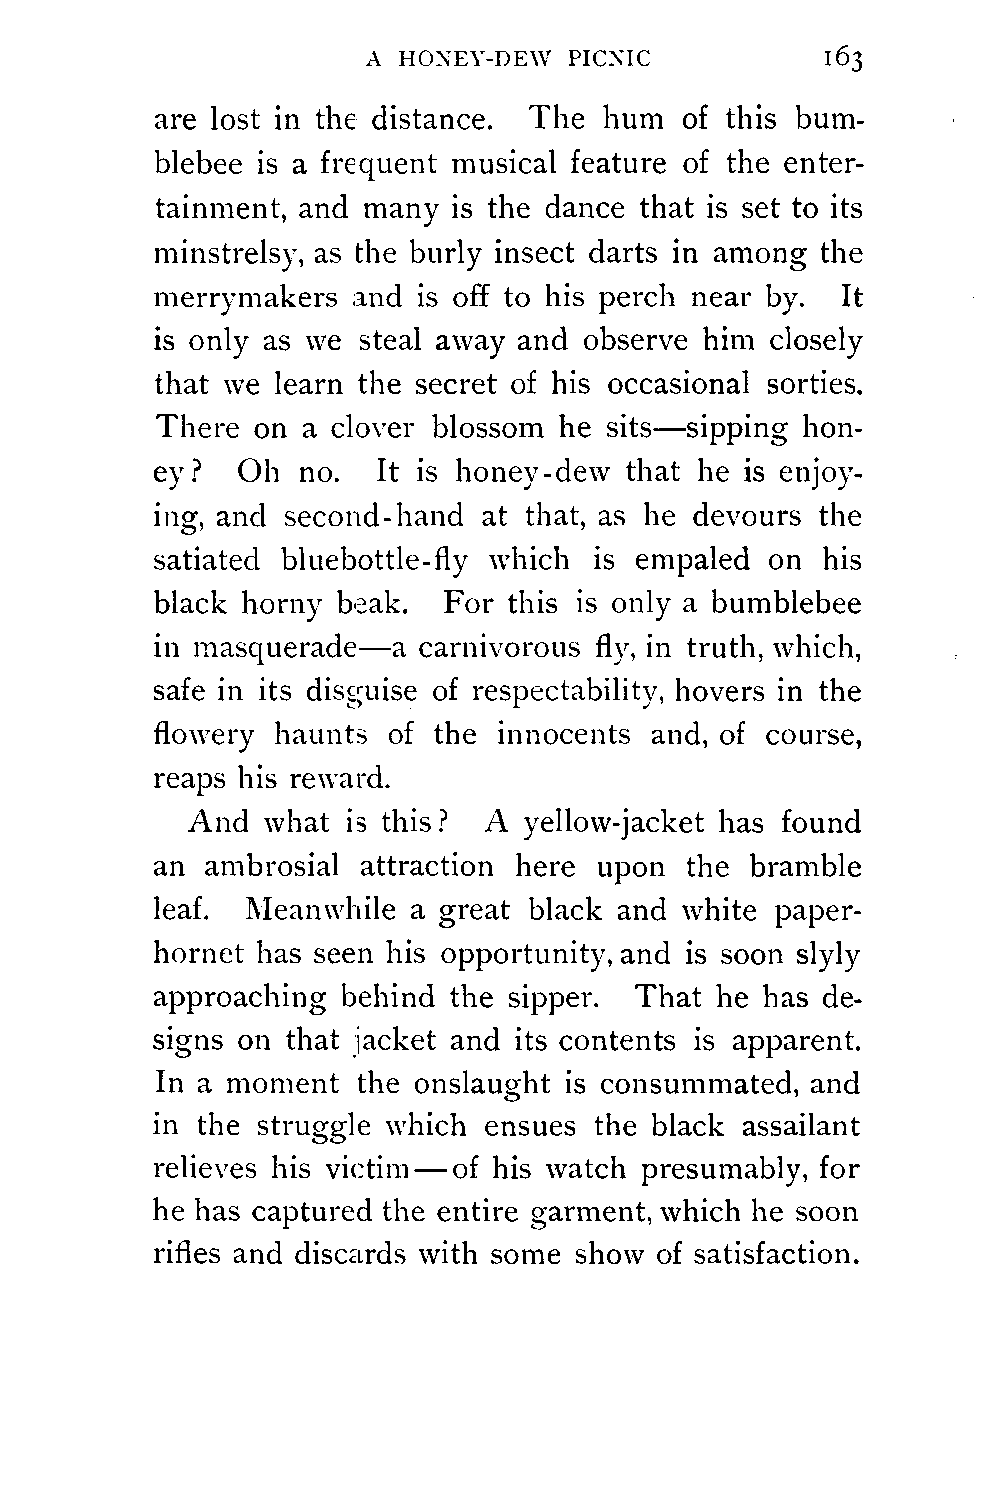 A HONEY-DEW PICNIC 163
are lost in the distance. The hum of this bum-
blebee is a frequent musical feature of the enter-
tainment, and many is the dance that is set to its
minstrelsy, as the burly insect darts in among the
merrymakers and is off to his perch near by. It
is only as we steal away and observe him closely
that we learn the secret of his occasional sorties.
There on a clover blossom he sits—sipping hon-
ey? Oh no. It is honey-dew that he is enjoy-
ing, and second-hand at that, as he devours the
satiated bluebottle-fly which is empaled on his
black horny beak. For this is only a bumblebee
in masquerade—a carnivorous fly, in truth, which,
safe in its disguise of respectability, hovers in the
flowery haunts of the innocents and, of course,
reaps his reward.
And what is this? A yellow-jacket has found
an ambrosial attraction here upon the bramble
leaf. Meanwhile a great black and white paper-
hornet has seen his opportunity, and is soon slyly
approaching behind the sipper. That he has de-
signs on that jacket and its contents is apparent.
In a moment the onslaught is consummated, and
in the struggle which ensues the black assailant
relieves his victim—of his watch presumably, for
he has captured the entire garment, which he soon
rifles and discards with some show of satisfaction.